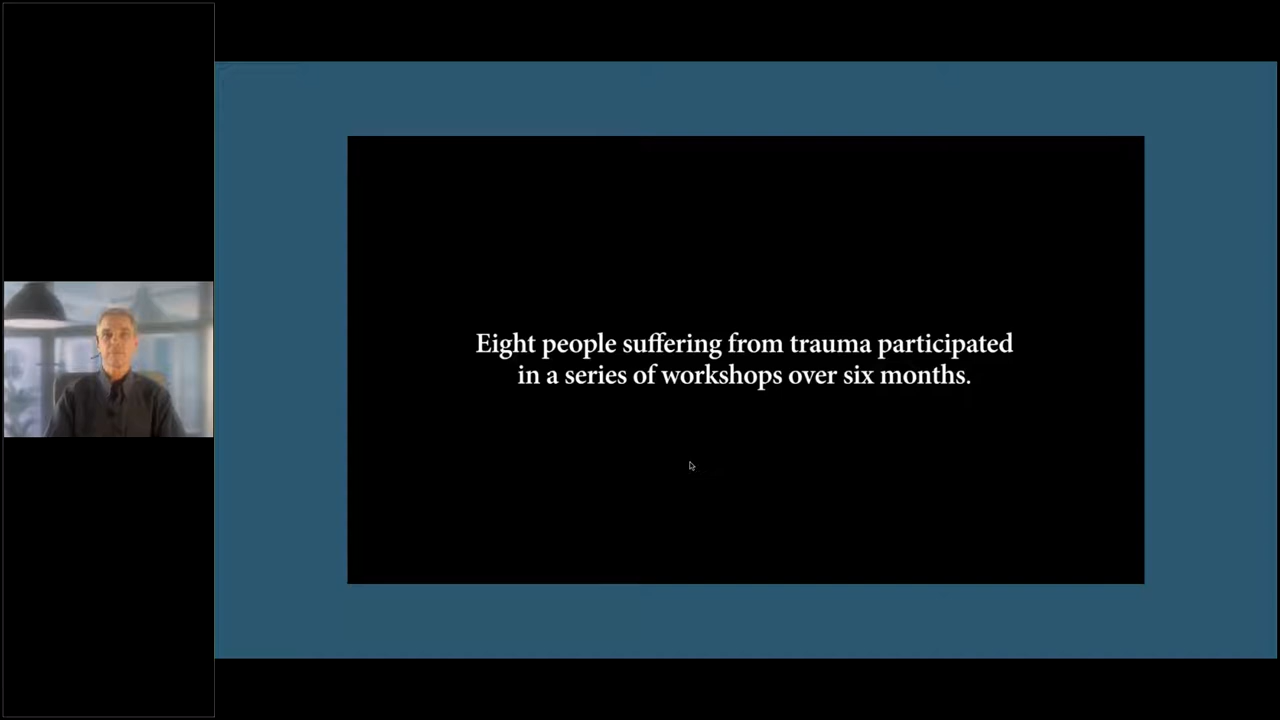 Eight people suffering from trauma participated
in a series of workshops over six months.